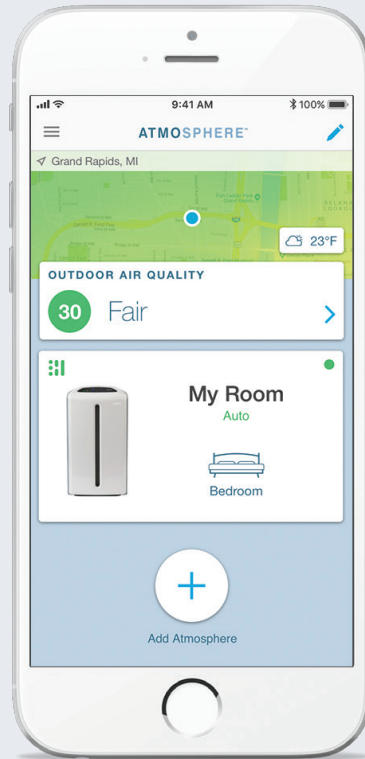 9:41 AM
100%
ATMOSPHERE™
Grand Rapids, MI
23°F
OUTDOOR AIR QUALITY
30 Fair
My Room
Auto
Bedroom
Add Atmosphere